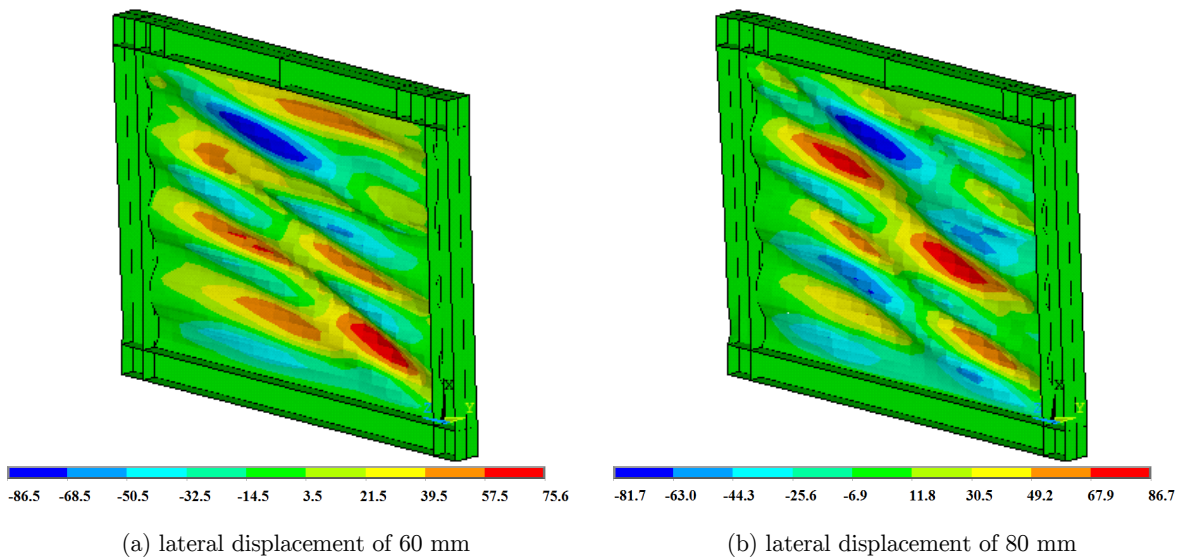 X
Y
X
Y
-86.5 -68.5 -50.5 -32.5 -14.5 3.5 21.5 39.5 57.5 75.6
-81.7 -63.0 -44.3 -25.6 -6.9 11.8 30.5 49.2 67.9 86.7
(a) lateral displacement of 60 mm
(b) lateral displacement of 80 mm